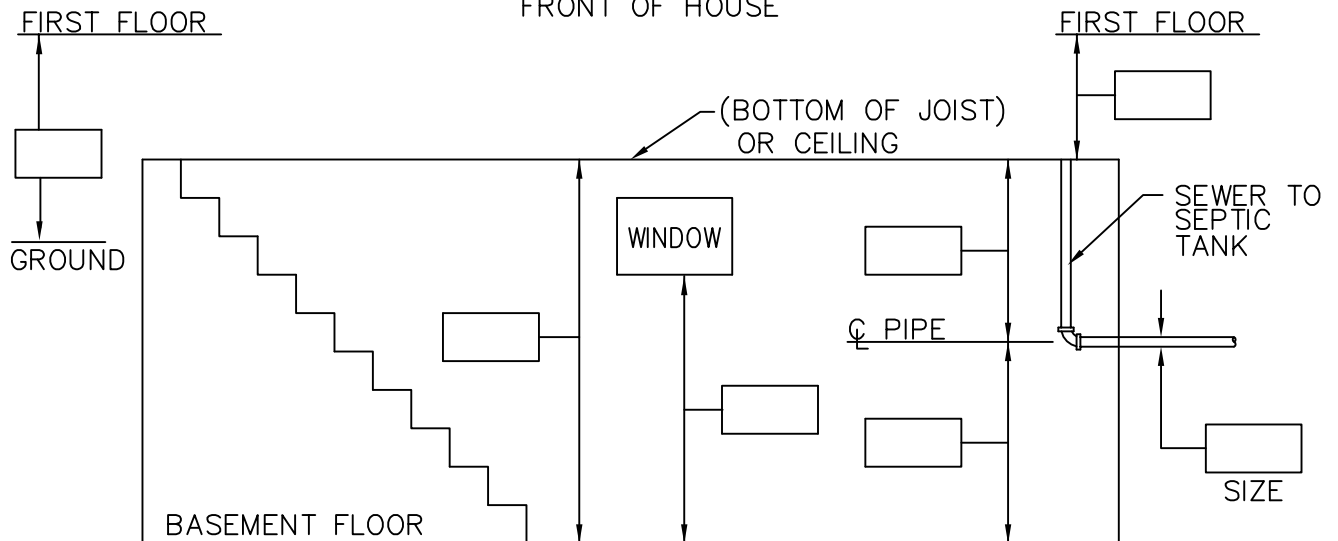 FRONT OF HOUSE
FIRST FLOOR
FIRST FLOOR
(BOTTOM OF JOIST)
OR CEILING
SEWER TO
SEPTIC
TANK
WINDOW
GROUND
℄ PIPE
SIZE
BASEMENT FLOOR